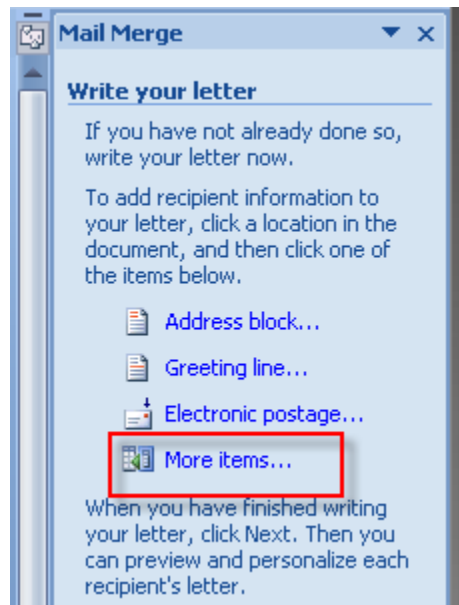 Mail Merge
Write your letter
If you have not already done so,
write your letter now.
To add recipient information to
your letter, click a location in the
document, and then click one of
the items below.
Address block...
Greeting line...
Electronic postage...
More items...
When you have finished writing
your letter, click Next. Then you
can preview and personalize each
recipient's letter.